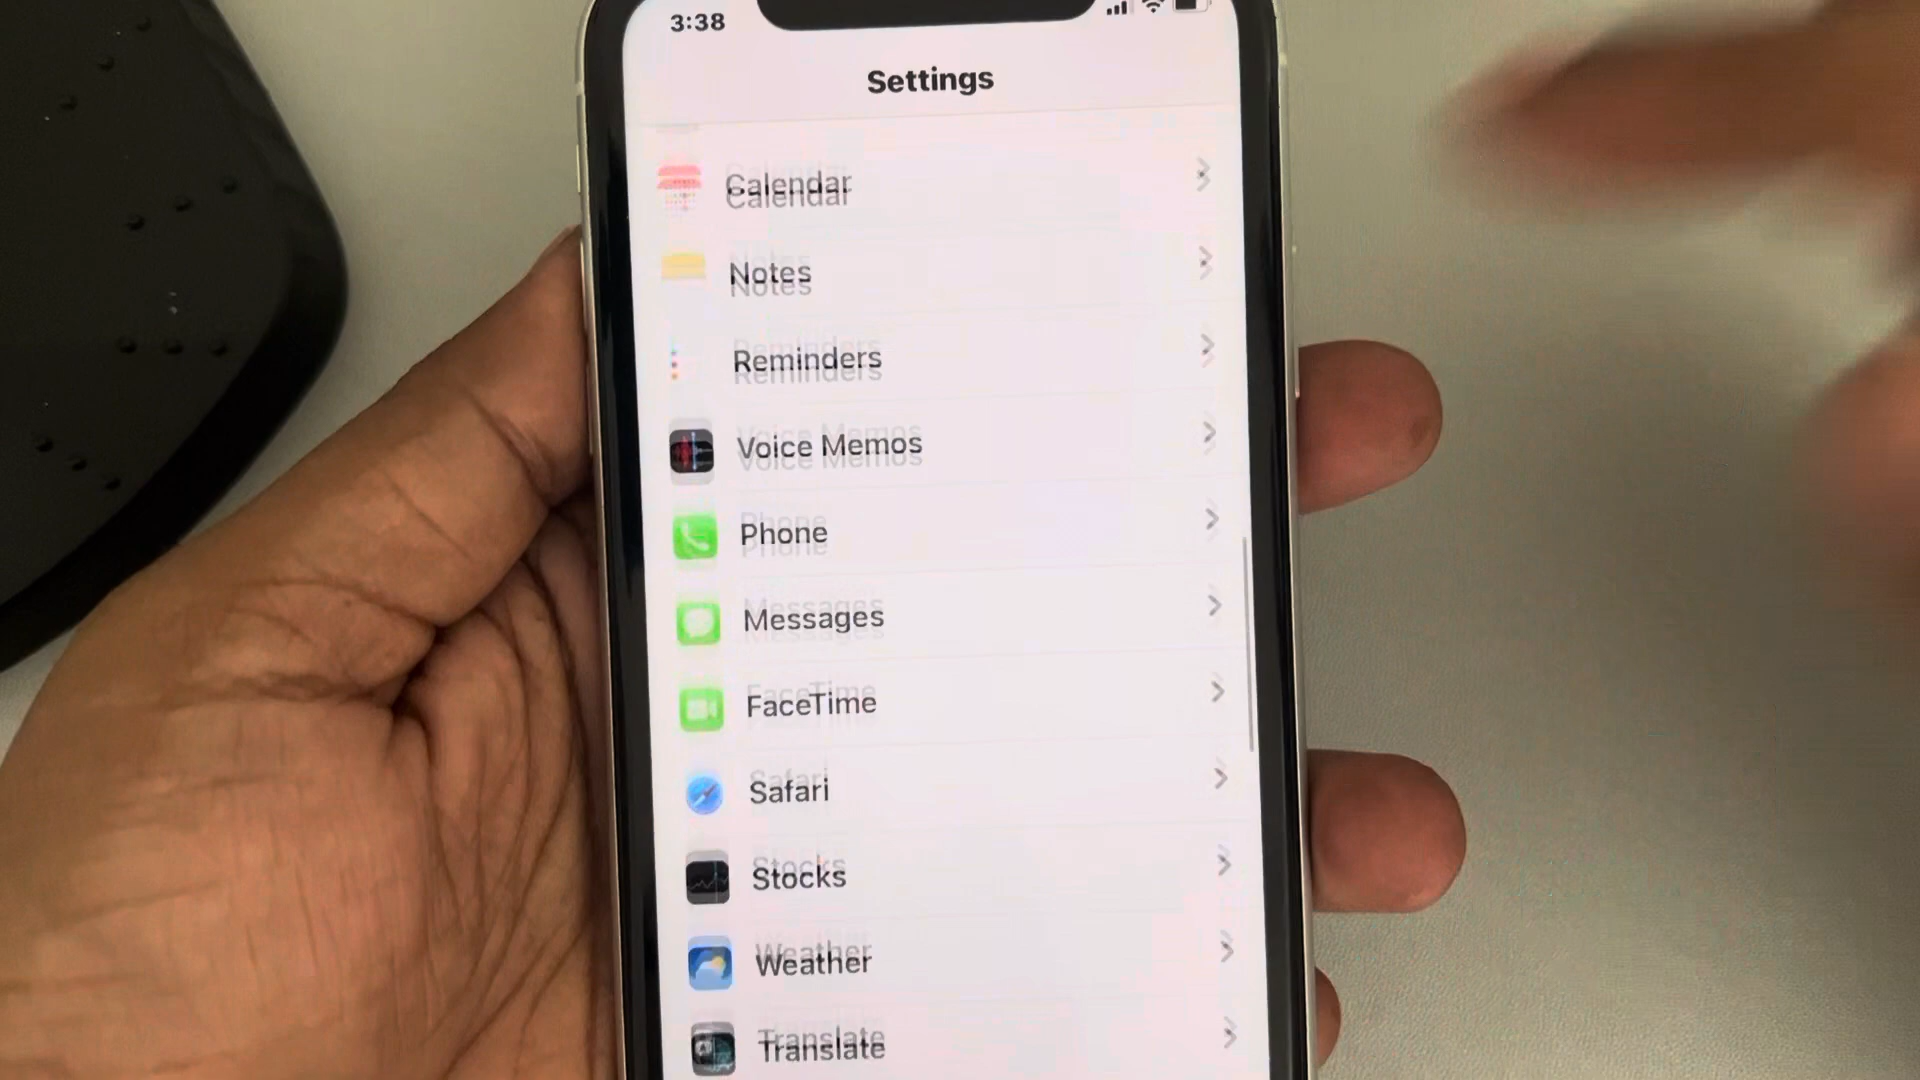 3:38
Settings
Calendar
Notes
Reminders
Voice Memos
Phone
Messages
FaceTime
Safari
Stocks
Weather
Translate